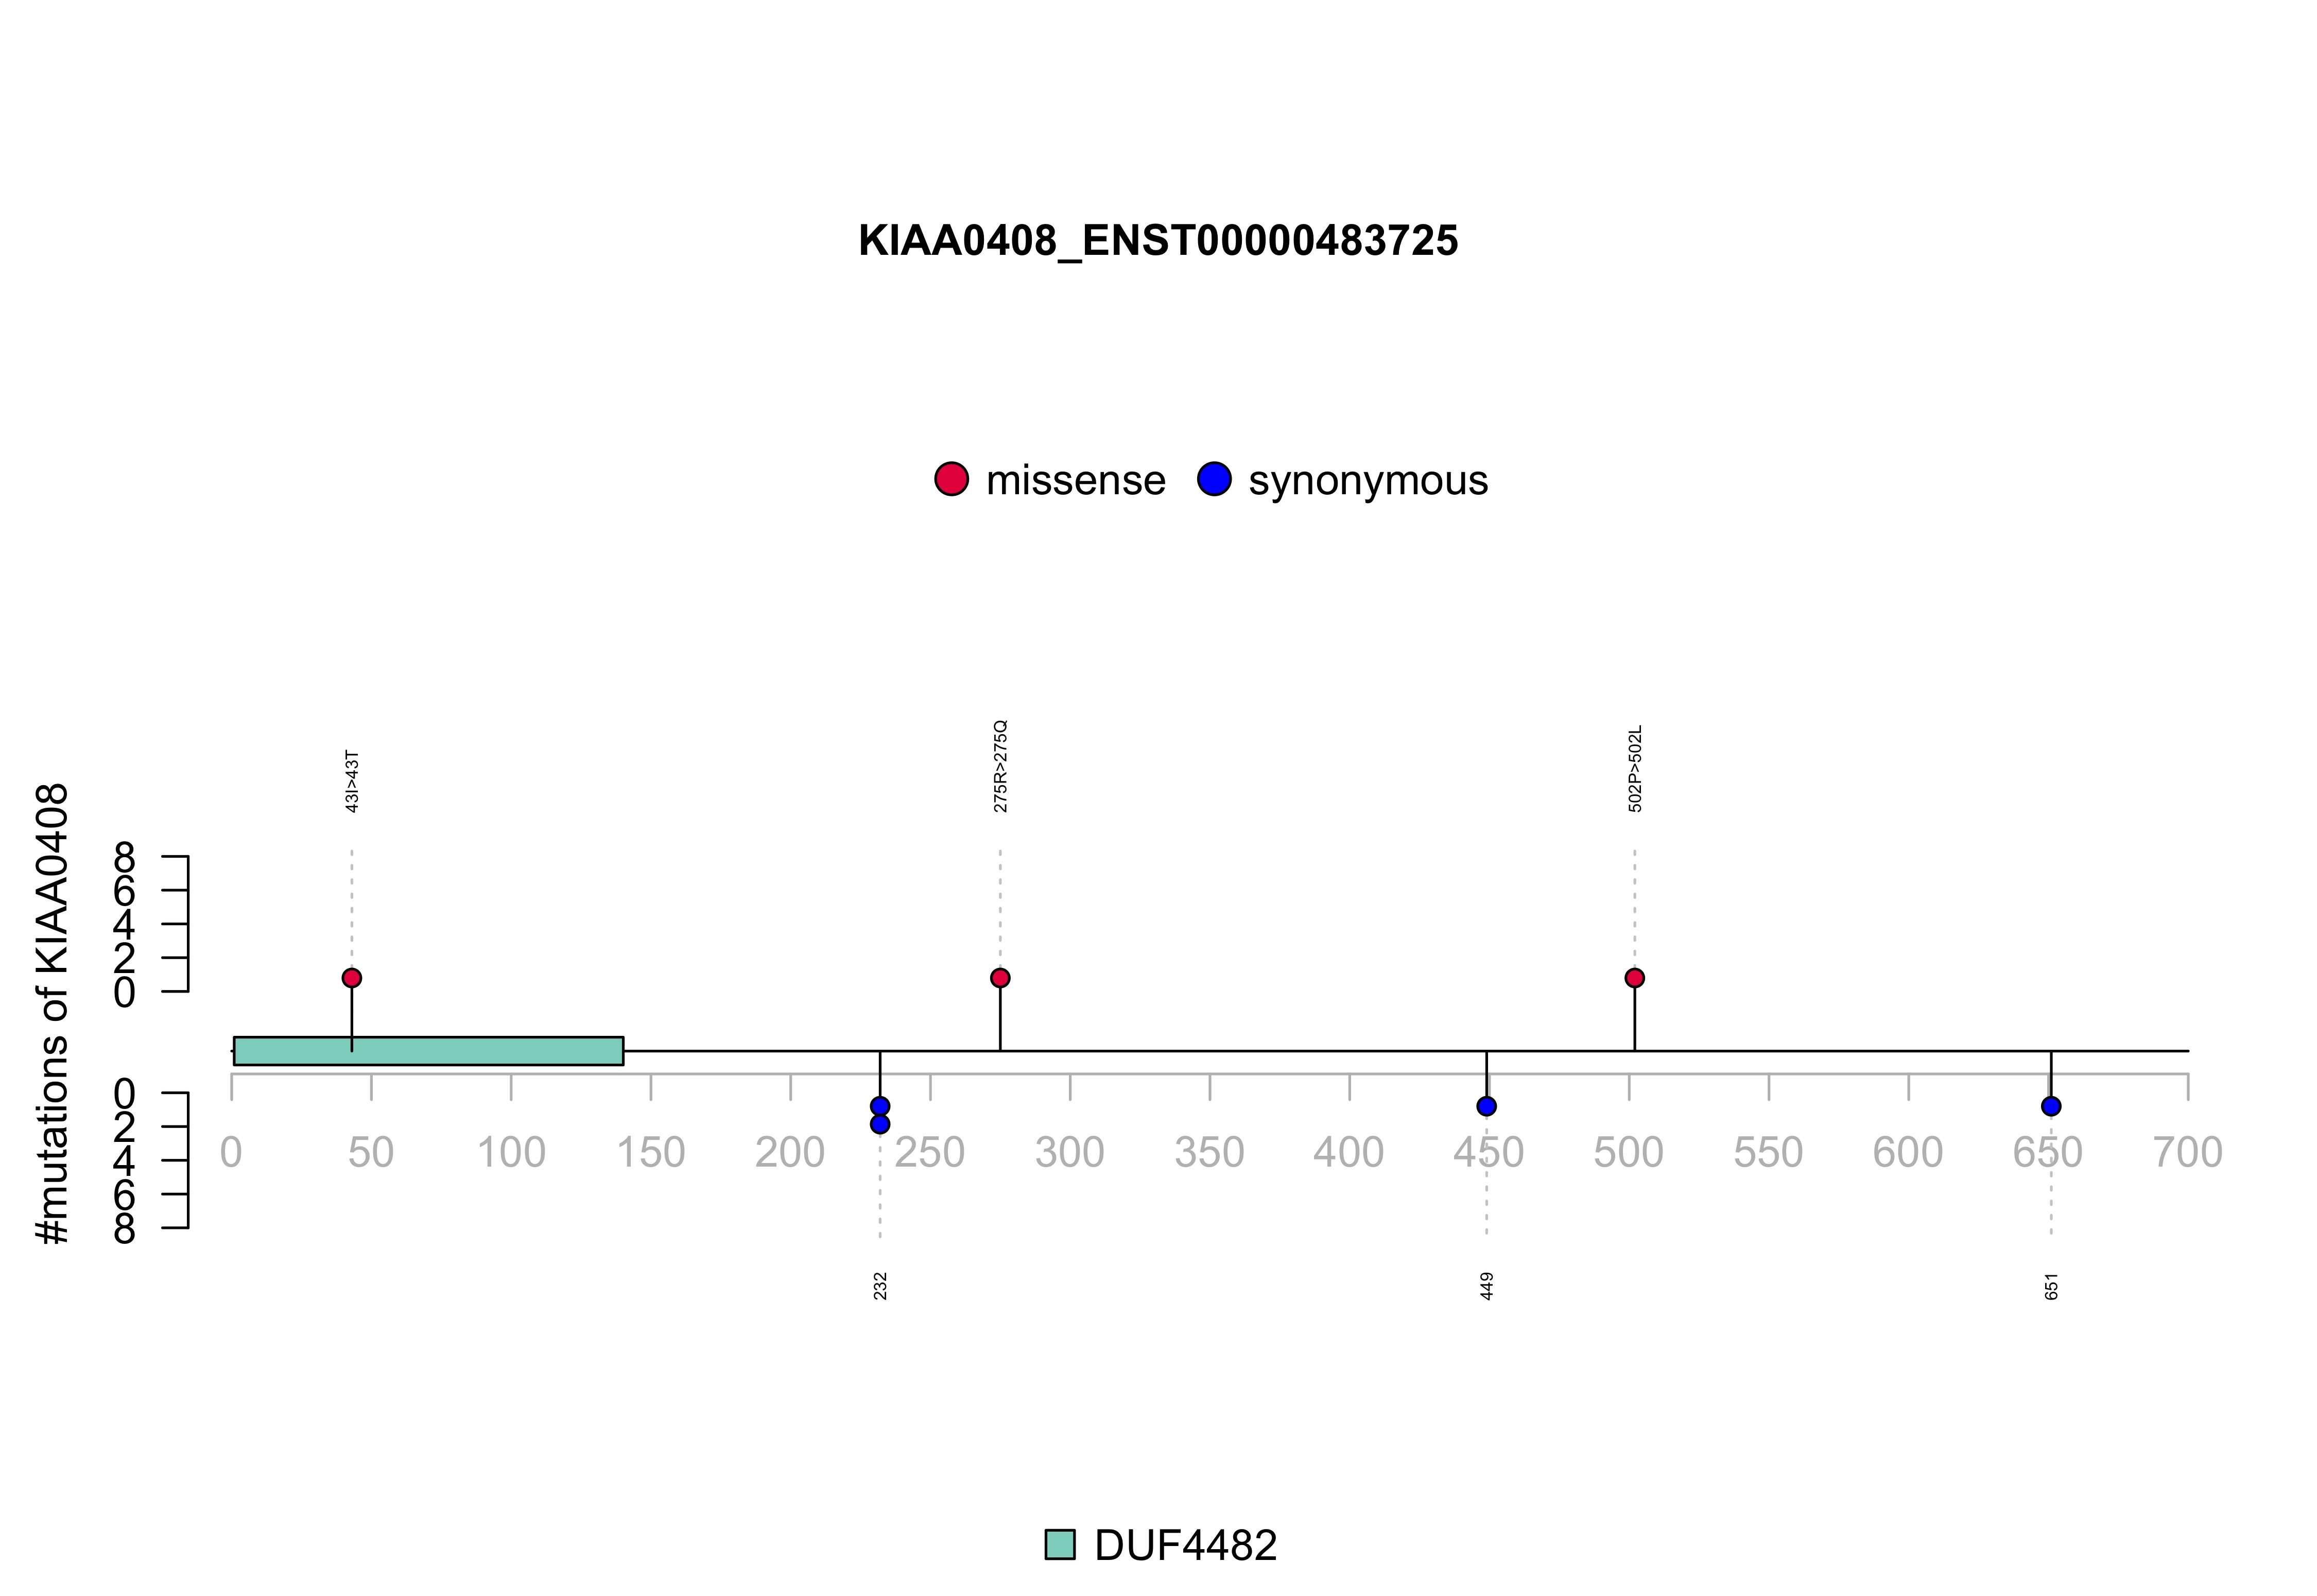 KIAA0408_ENST00000483725
missense synonymous
43I>43T 275R>275Q 502P>502L
#mutations of KIAA0408
8
6
4
2
0
0
2
4
6
8
0 50 100 150 200 250 300 350 400 450 500 550 600 650 700
232 449 651
DUF4482